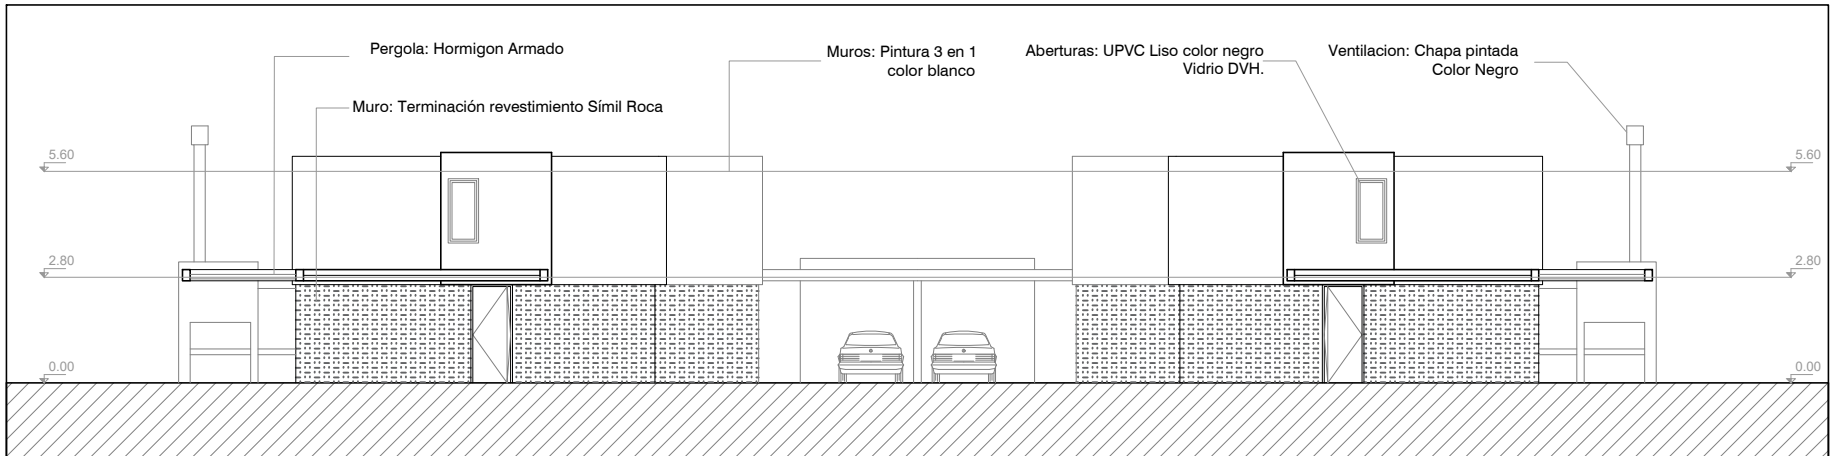 Pergola: Hormigon Armado
Muro: Terminación revestimiento Símil Roca
Muros: Pintura 3 en 1
color blanco
Aberturas: UPVC Liso color negro
Vidrio DVH.
Ventilacion: Chapa pintada
Color Negro
5.60
5.60
2.80
2.80
0.00
0.00